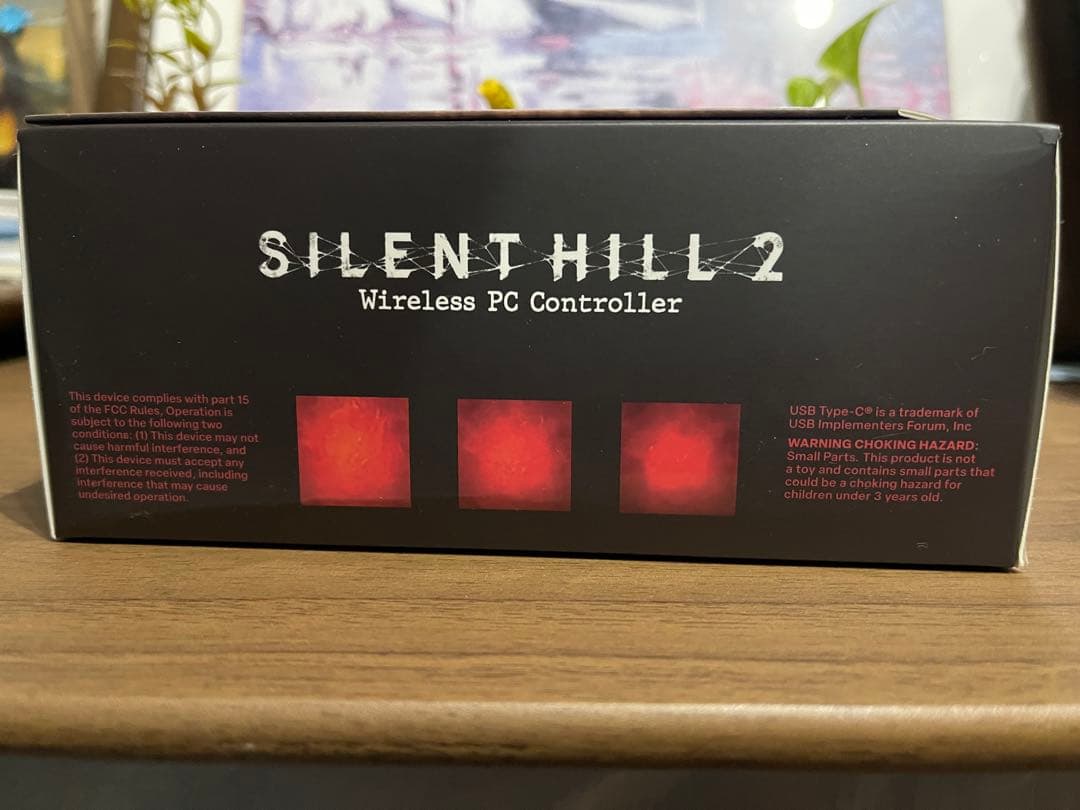 SILENT HILL 2
Wireless PC Controller
This device complies with part 15
of the FCC Rules, Operation is
subject to the following two
conditions: (1) This device may not
cause harmful interference, and
(2) This device must accept any
interference received, including
interference that may cause
undesired operation.
USB Type-C® is a trademark of
USB Implementers Forum, Inc
WARNING CHOKING HAZARD:
Small Parts. This product is not
a toy and contains small parts that
could be a choking hazard for
children under 3 years old.